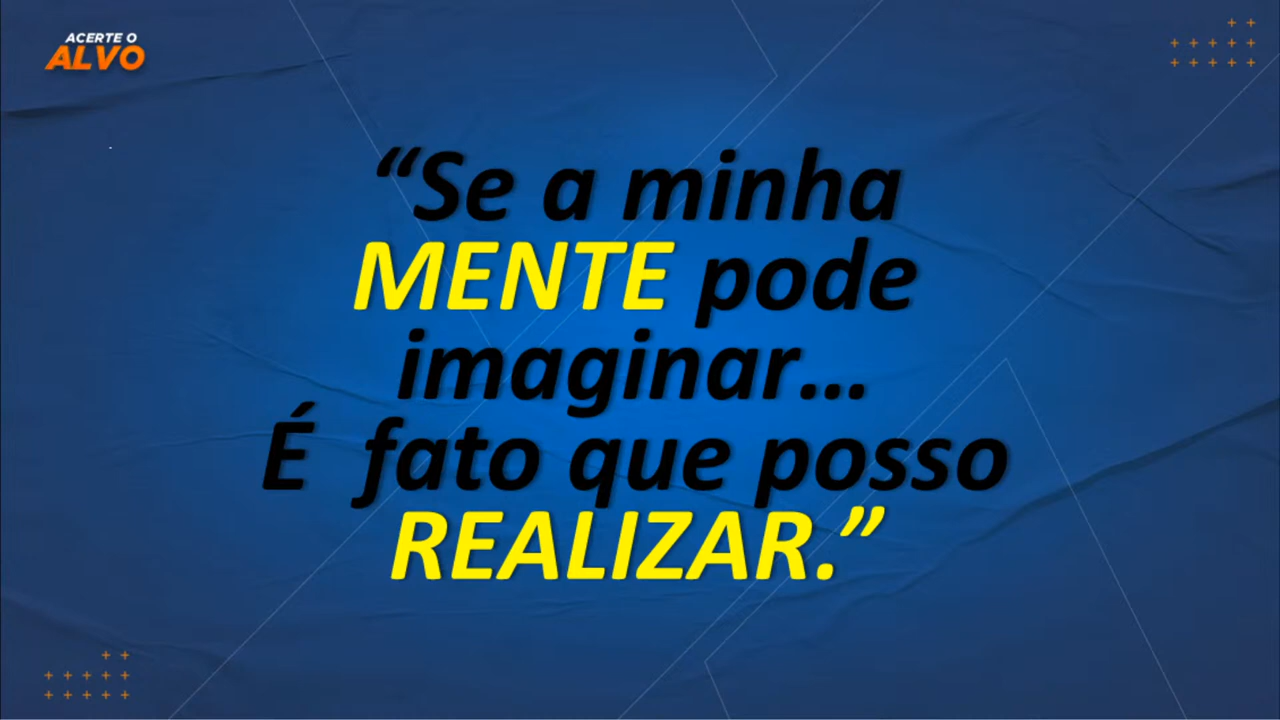 ACERTE O
ALVO
“Se a minha
MENTE pode
imaginar...
É  fato que posso
REALIZAR.”